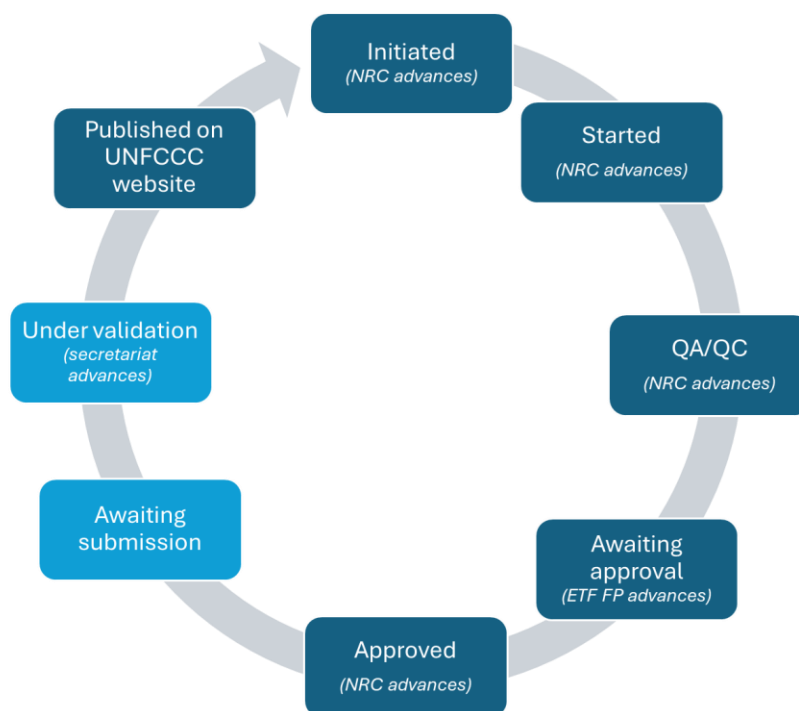 Initiated
(NRC advances)
Started
(NRC advances)
QA/QC
(NRC advances)
Awaiting
approval
(ETF FP advances)
Approved
(NRC advances)
Awaiting
submission
Under validation
(secretariat
advances)
Published on
UNFCCC
website